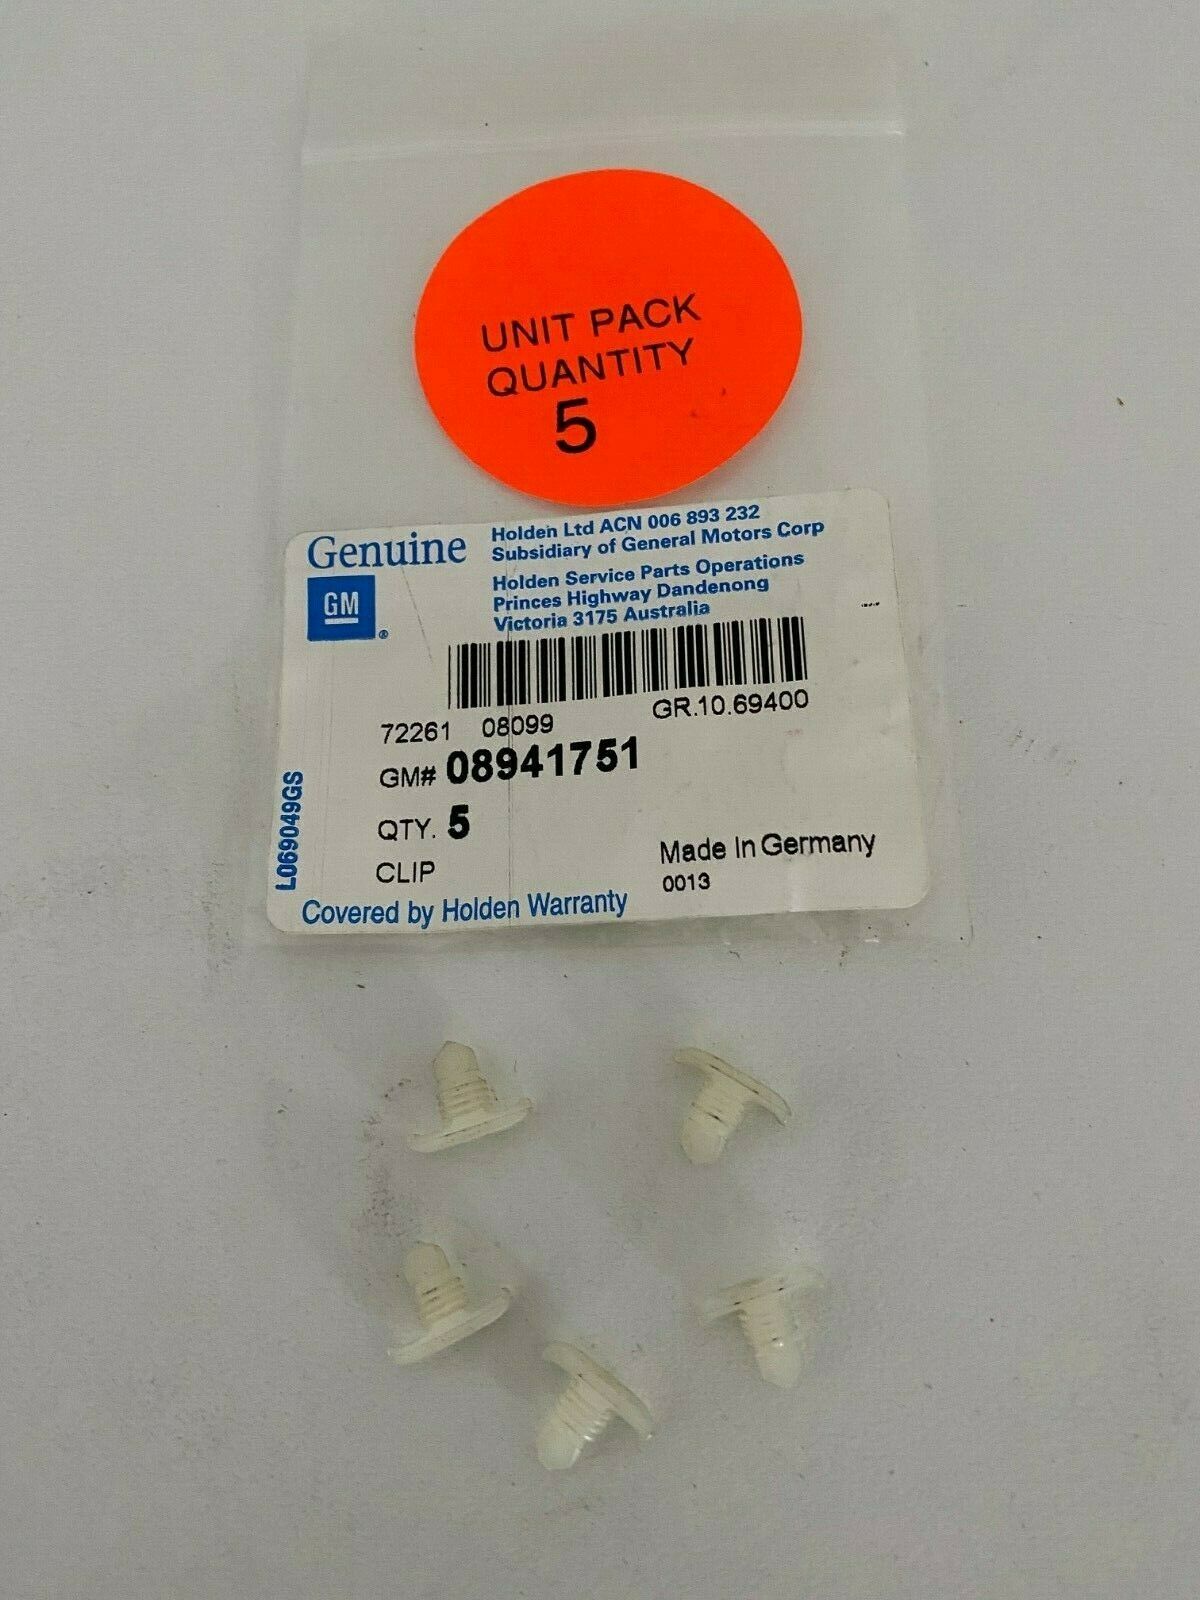 UNIT PACK
QUANTITY
5
Genuine
GM
®
Holden Ltd ACN 006 893 232
Subsidiary of General Motors Corp
Holden Service Parts Operations
Princes Highway Dandenong
Victoria 3175 Australia
72261 08099 GR.10.69400
GM# 08941751
QTY. 5
CLIP
Made In Germany
0013
L069049GS
Covered by Holden Warranty